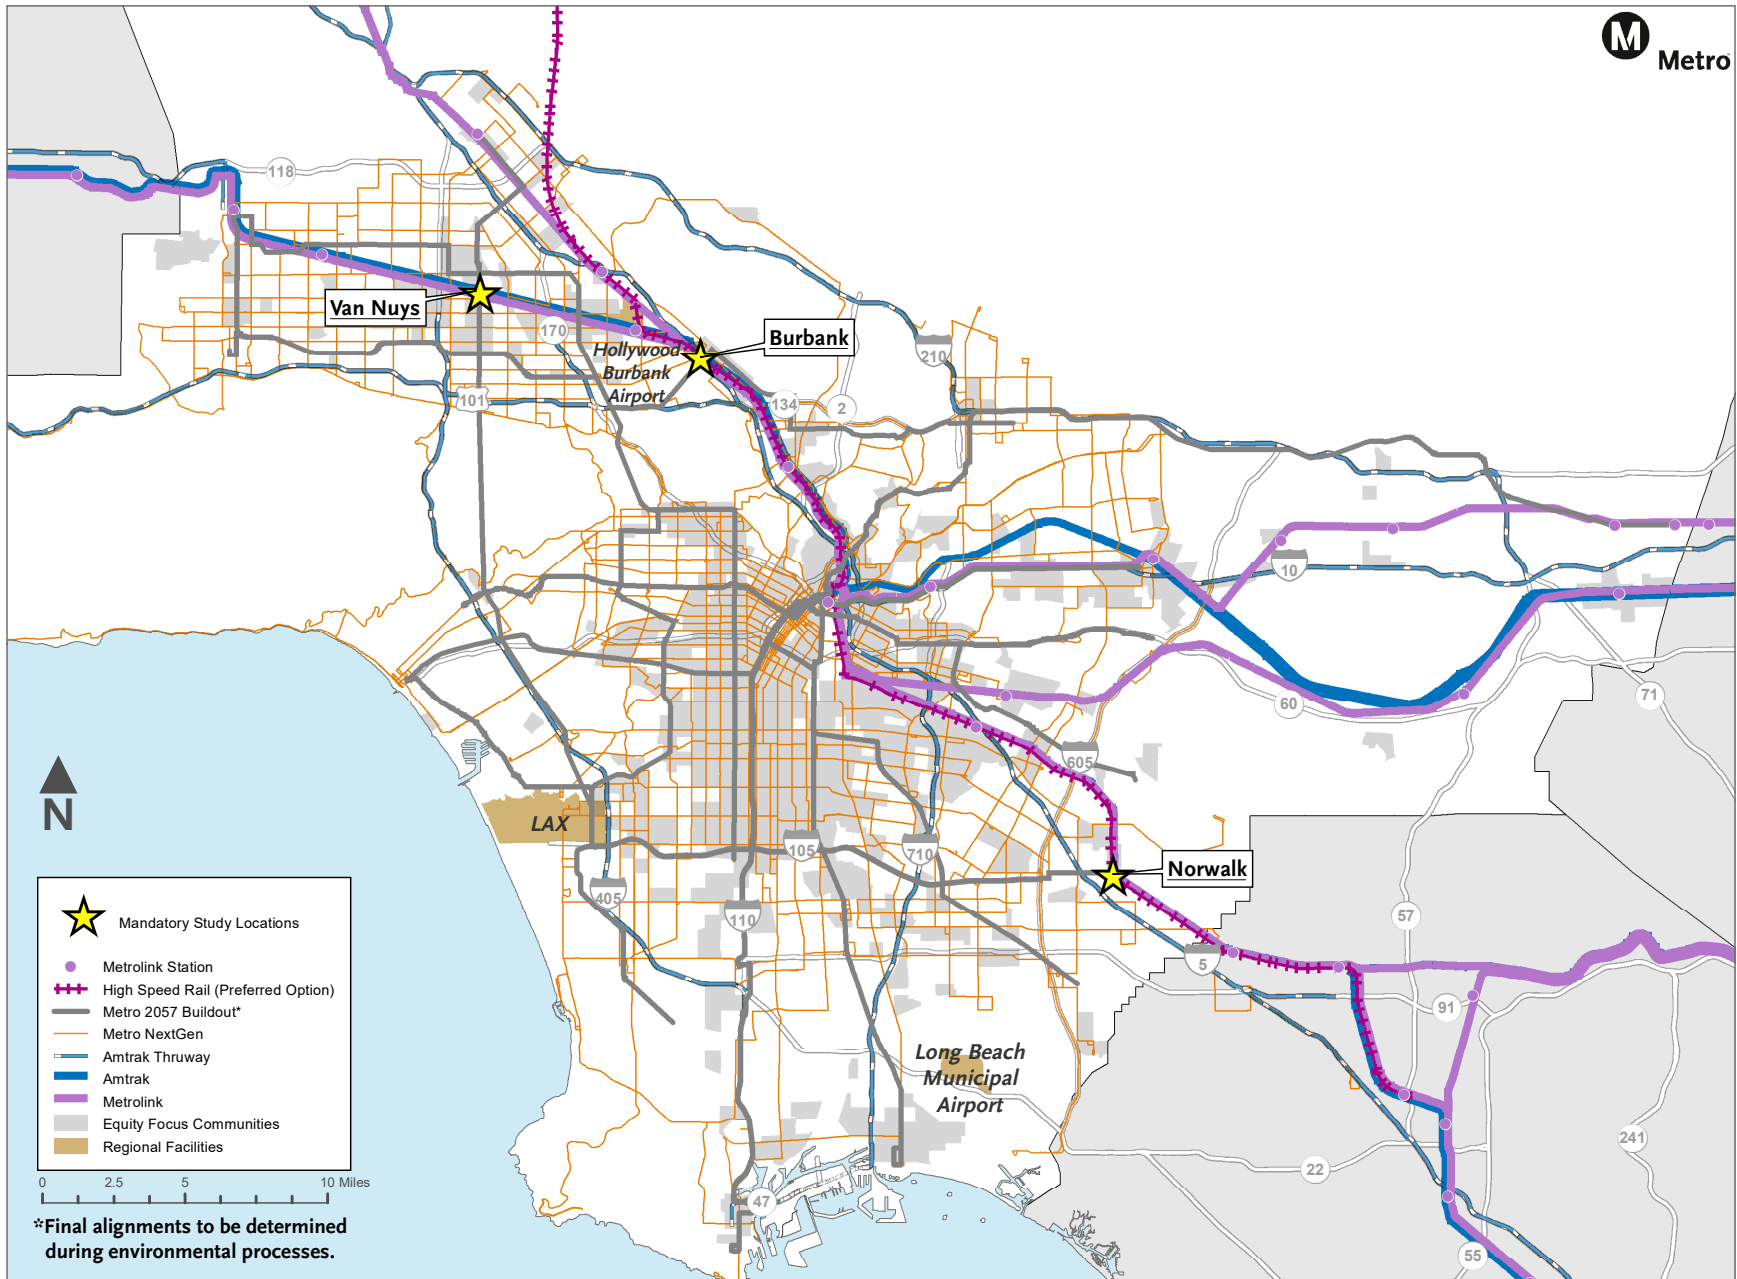 M
Metro
118
Van Nuys
170
Hollywood
Burbank
Airport
Burbank
210
101
134
2
10
60
71
605
LAX
105
710
Norwalk
405
110
57
5
91
Long Beach
Municipal
Airport
241
22
47
55
N
Mandatory Study Locations
Metrolink Station
High Speed Rail (Preferred Option)
Metro 2057 Buildout*
Metro NextGen
Amtrak Thruway
Amtrak
Metrolink
Equity Focus Communities
Regional Facilities
0 2.5 5 10 Miles
*Final alignments to be determined
during environmental processes.